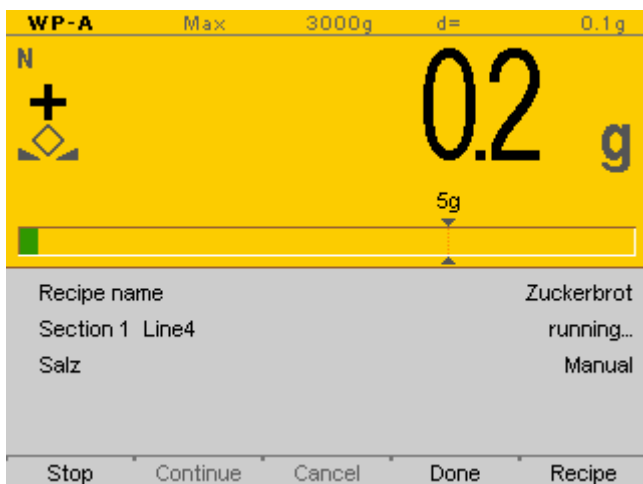 WP-A Max 3000g d= 0.1g
N
+ 0.2 g
5g
Recipe name Zuckerbrot
Section 1 Line4 running...
Salz Manual
Stop Continue Cancel Done Recipe